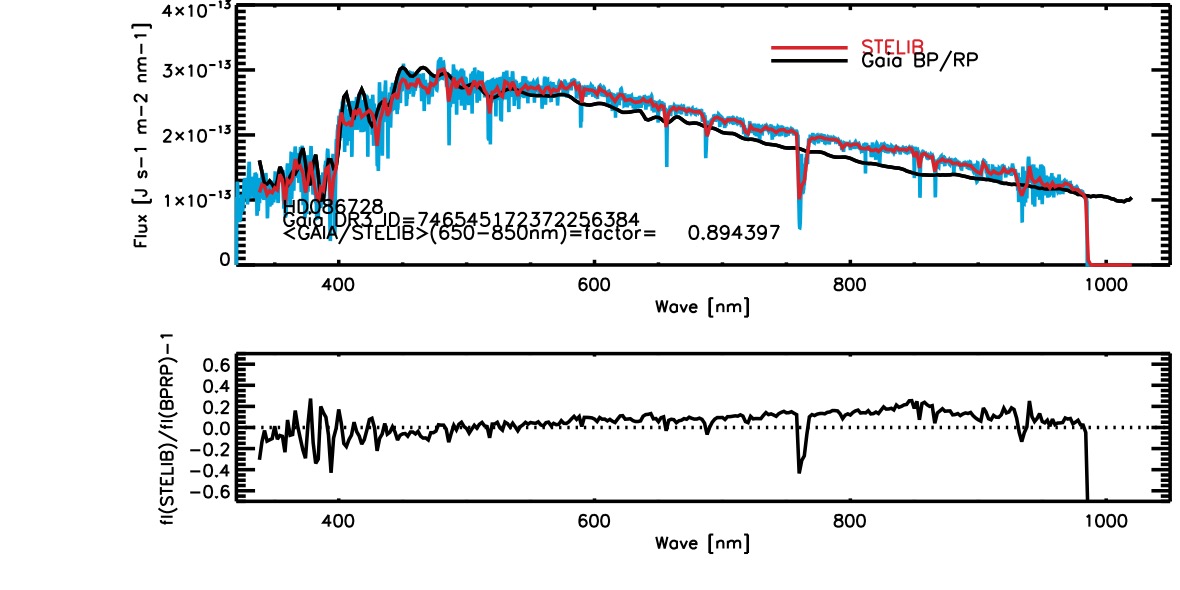 4×10−13
3×10−13
2×10−13
1×10−13
0
Flux [J s−1 m−2 nm−1]
STELIB
Gaia BP/RP
HD086728
Gaia DR3 ID=746545172372256384
<GAIA/STELIB>(650−850nm)=factor= 0.894397
400 600 800 1000
Wave [nm]
0.6
0.4
0.2
0.0
−0.2
−0.4
−0.6
fl(STELIB)/fl(BPRP)−1
400 600 800 1000
Wave [nm]